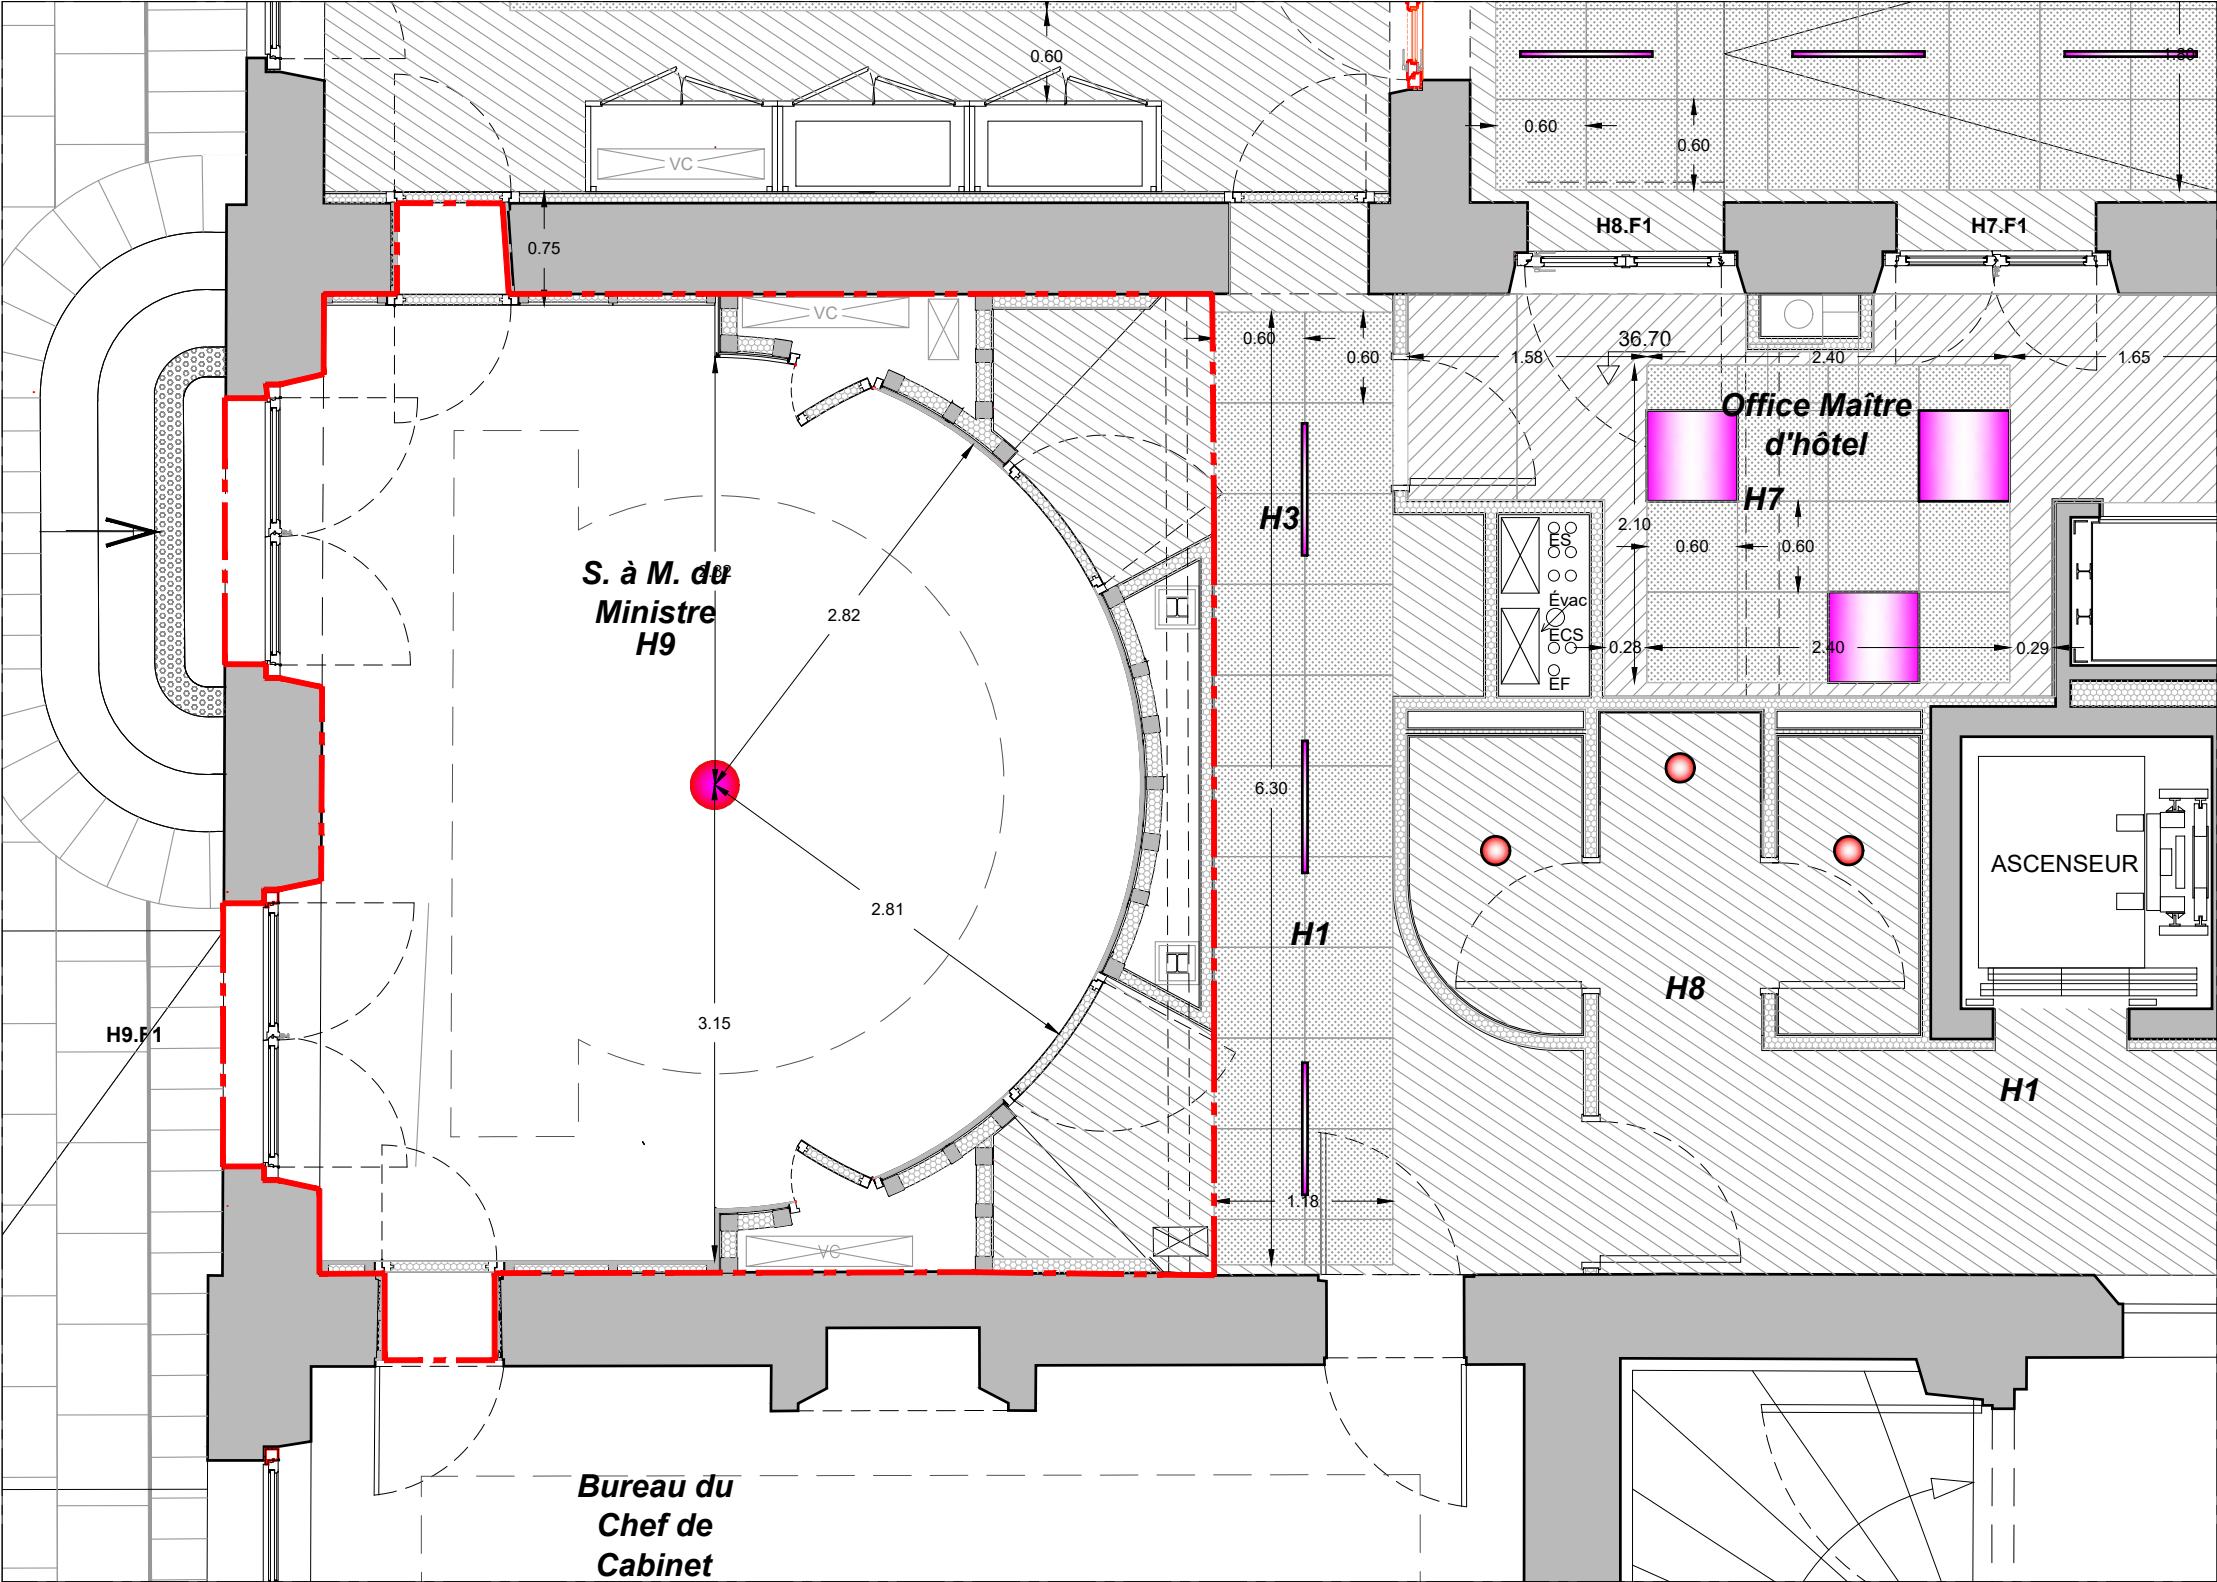 0.60
1.80
0.60
0.60
VC
H8.F1
H7.F1
0.75
VC
0.60
0.60
36.70
1.58
2.40
1.65
Office Maître
d'hôtel
H7
H3
2.10
0.60
0.60
ES
Évac
ECS
EF
S. à M. du
Ministre
H9
2.82
0.28
2.40
0.29
6.30
ASCENSEUR
2.81
H1
H8
3.15
H9.F1
H1
1.18
VC
Bureau du
Chef de
Cabinet